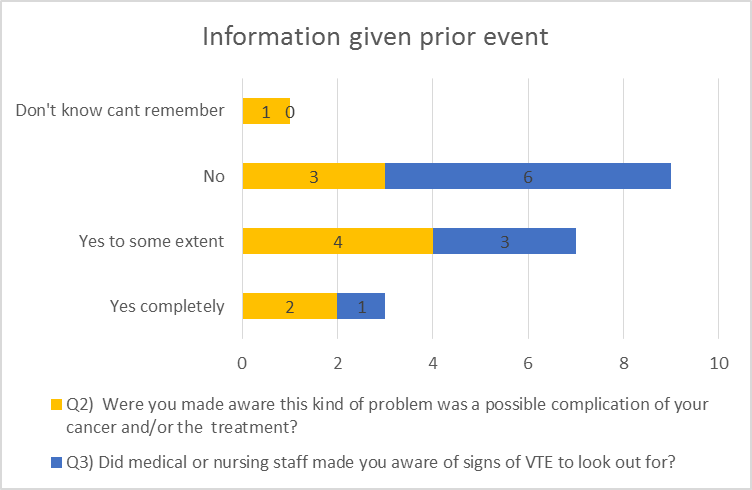 Information given prior event
Don't know cant remember
1 0
No
3 6
Yes to some extent
4 3
Yes completely
2 1
0 2 4 6 8 10
Q2) Were you made aware this kind of problem was a possible complication of your
cancer and/or the treatment?
Q3) Did medical or nursing staff made you aware of signs of VTE to look out for?